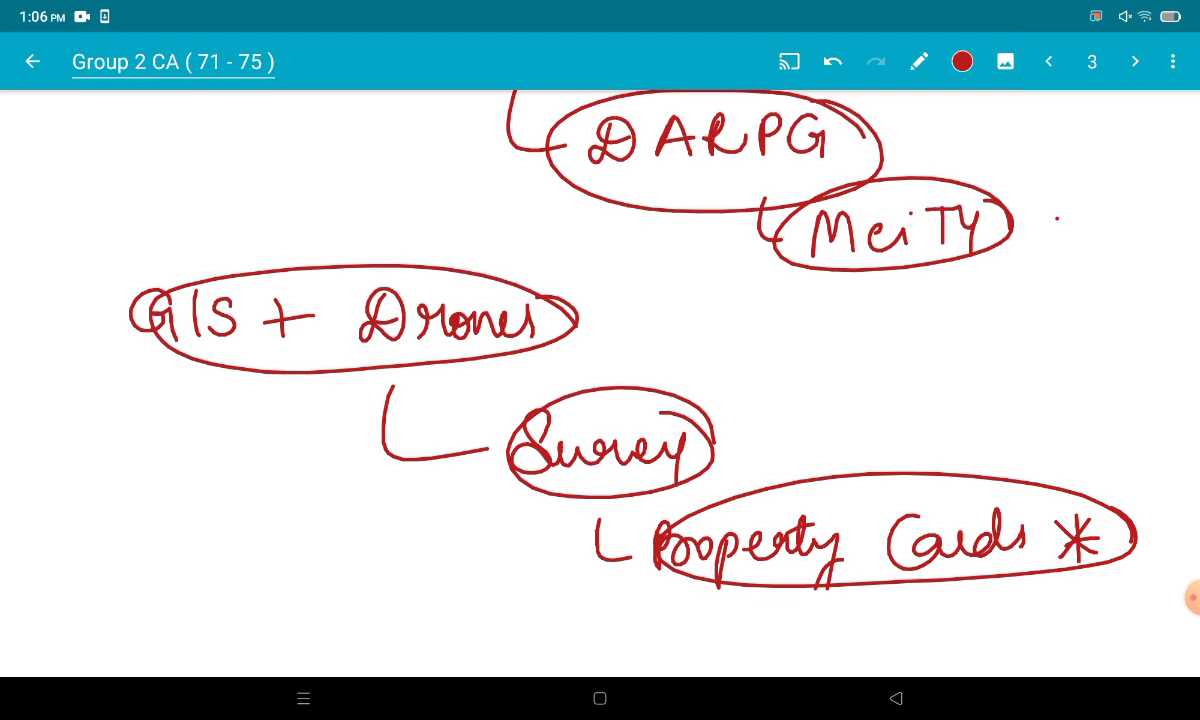 1:06 PM
Group 2 CA ( 71 - 75 )
3
DARPG
MeiTY
GIS + Drones
Survey
Property Cards *